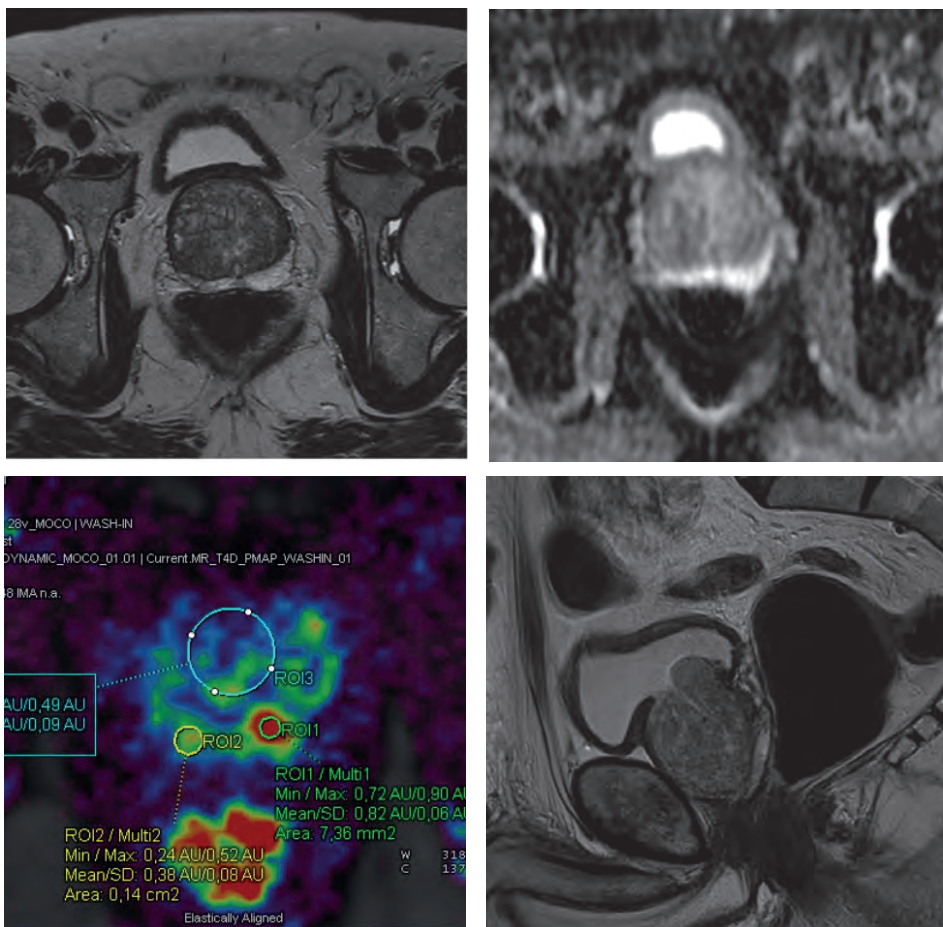 28v_MOCO | WASH-IN
st
DYNAMIC_MOCO_01.01 | Current.MR_T4D_PMAP_WASHIN_01
48 IMA n.a.
ROI3
AU/0,49 AU
AU/0,09 AU
ROI2
ROI1
ROI1 / Multi1
Min / Max: 0,72 AU/0,90 AU
Mean/SD: 0,82 AU/0,06 AU
Area: 7,36 mm2
ROI2 / Multi2
Min / Max: 0,24 AU/0,52 AU
Mean/SD: 0,38 AU/0,08 AU
Area: 0,14 cm2
W 318
C 137
Elastically Aligned